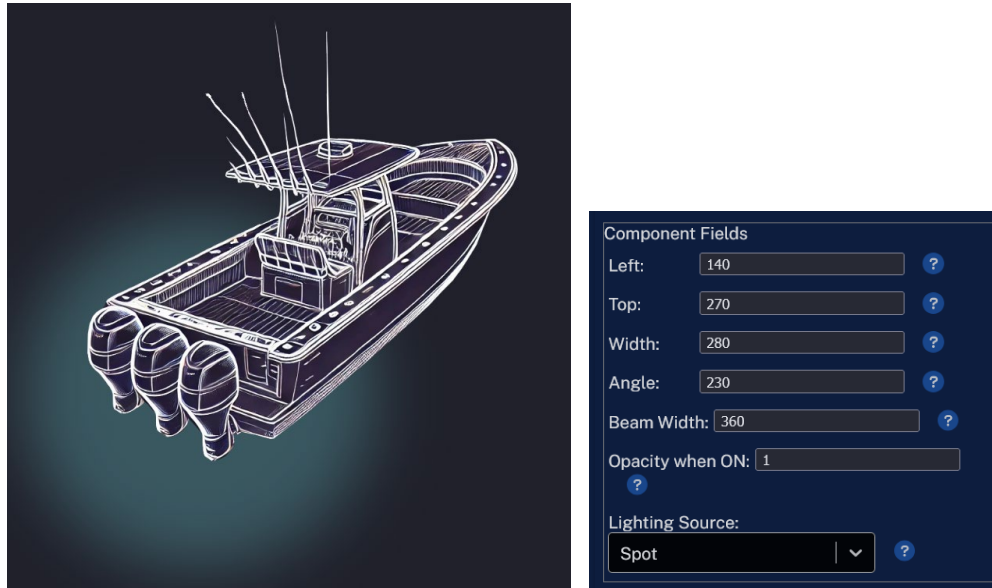 Component Fields
Left: 140 ?
Top: 270 ?
Width: 280 ?
Angle: 230 ?
Beam Width: 360 ?
Opacity when ON: 1
?
Lighting Source:
Spot ?